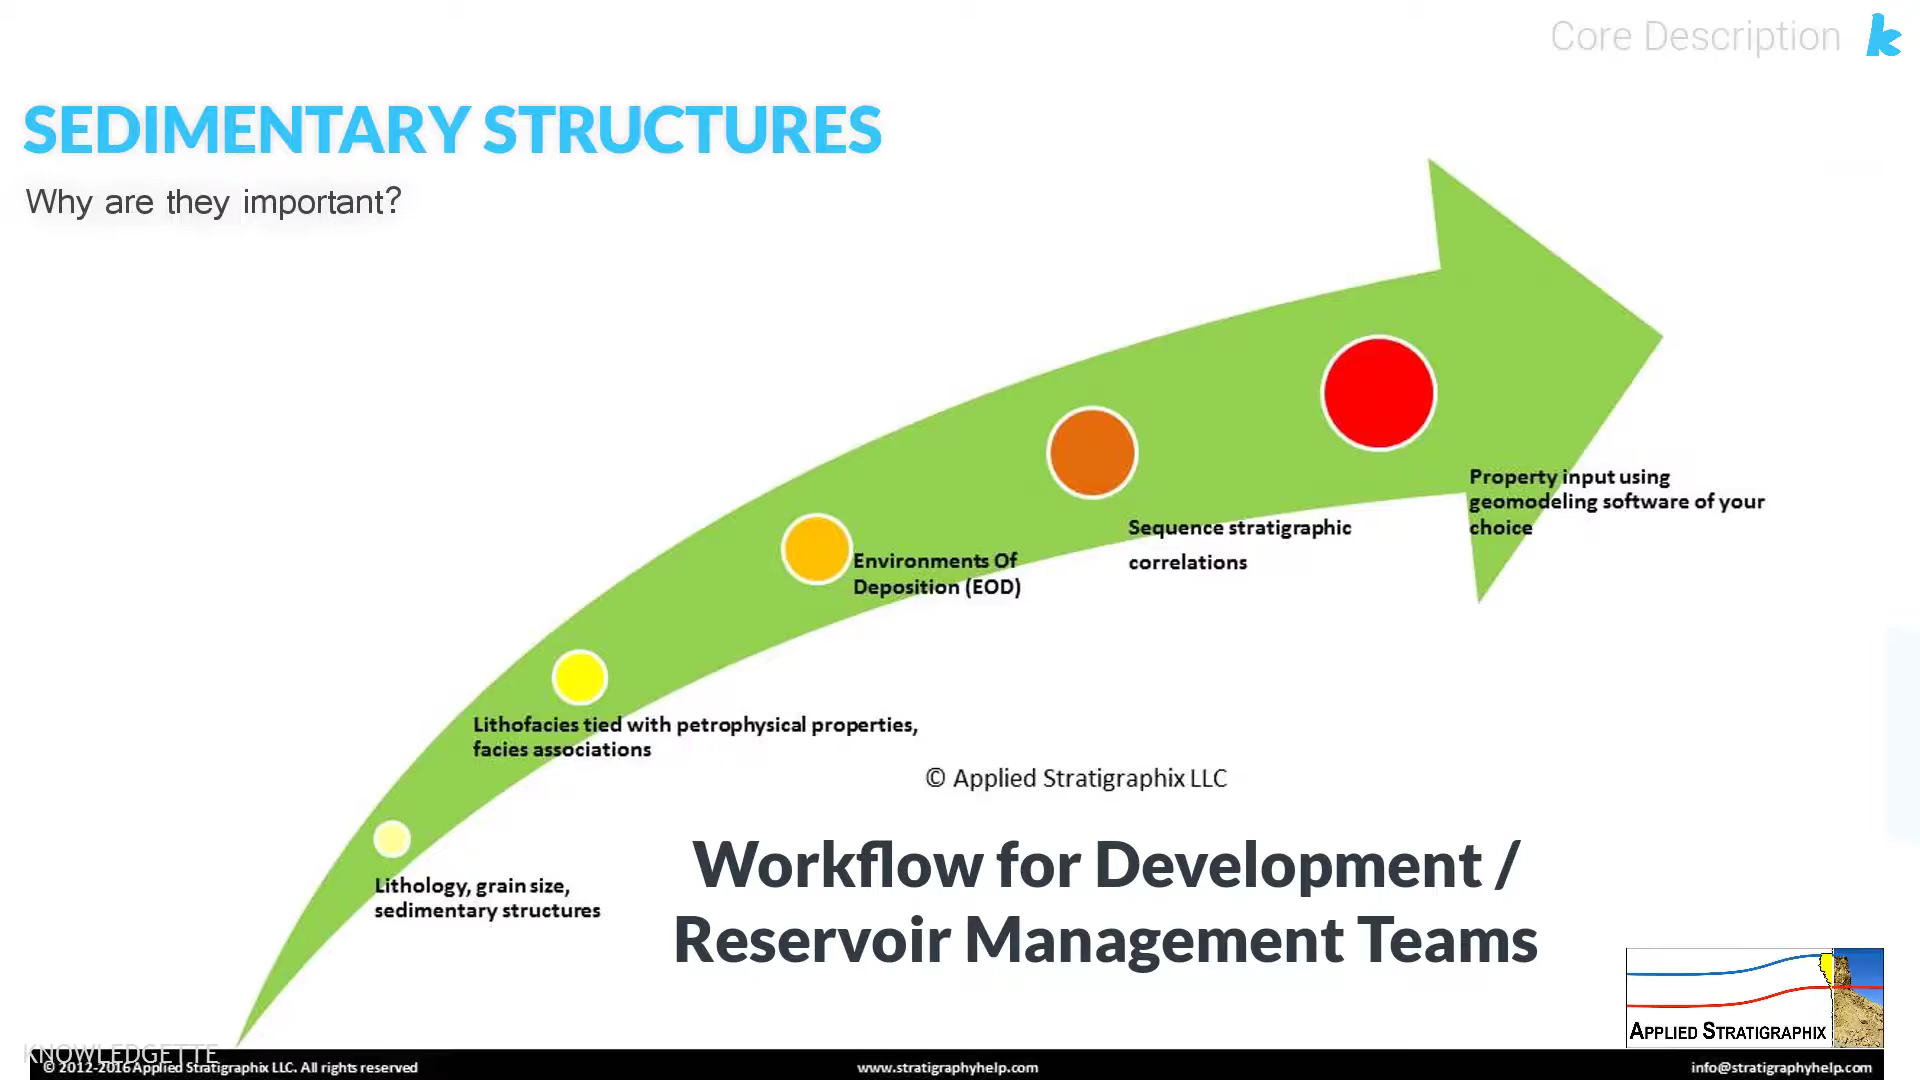 Core Description
SEDIMENTARY STRUCTURES
Why are they important?
Property input using
geomodeling software of your
choice
Sequence stratigraphic
correlations
Environments Of
Deposition (EOD)
Lithofacies tied with petrophysical properties,
facies associations
© Applied Stratigraphix LLC
Lithology, grain size,
sedimentary structures
Workflow for Development /
Reservoir Management Teams
APPLIED STRATIGRAPHIX
KNOWLEDGETTE
© 2012-2016 Applied Stratigraphix LLC. All rights reserved
www.stratigraphyhelp.com
info@stratigraphyhelp.com